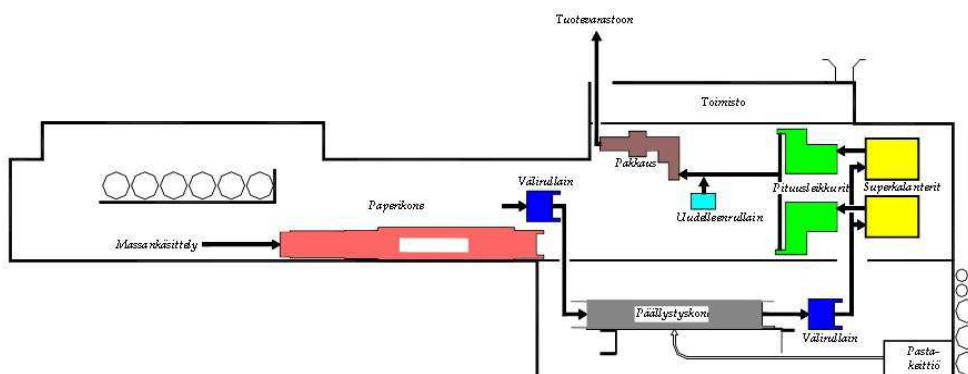 Tuotevarastoon
Toimisto
Pakkaus
Pituusleikkurit
Superkalanterit
Välirullain
Paperikone
Uudelleenrullain
Massankäsittely
Päällystyskone
Välirullain
Pasta-
keittiö